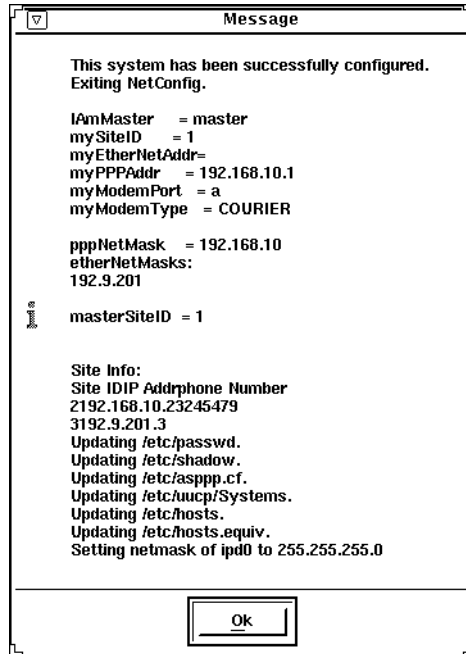 Message
This system has been successfully configured.
Exiting NetConfig.
IAmMaster = master
mySiteID = 1
myEtherNetAddr=
myPPPAddr = 192.168.10.1
myModemPort = a
myModemType = COURIER
pppNetMask = 192.168.10
etherNetMasks:
192.9.201
masterSiteID = 1
Site Info:
Site IDIP Addrphone Number
2192.168.10.23245479
3192.9.201.3
Updating /etc/passwd.
Updating /etc/shadow.
Updating /etc/asppp.cf.
Updating /etc/uucp/Systems.
Updating /etc/hosts.
Updating /etc/hosts.equiv.
Setting netmask of ipd0 to 255.255.255.0
Ok